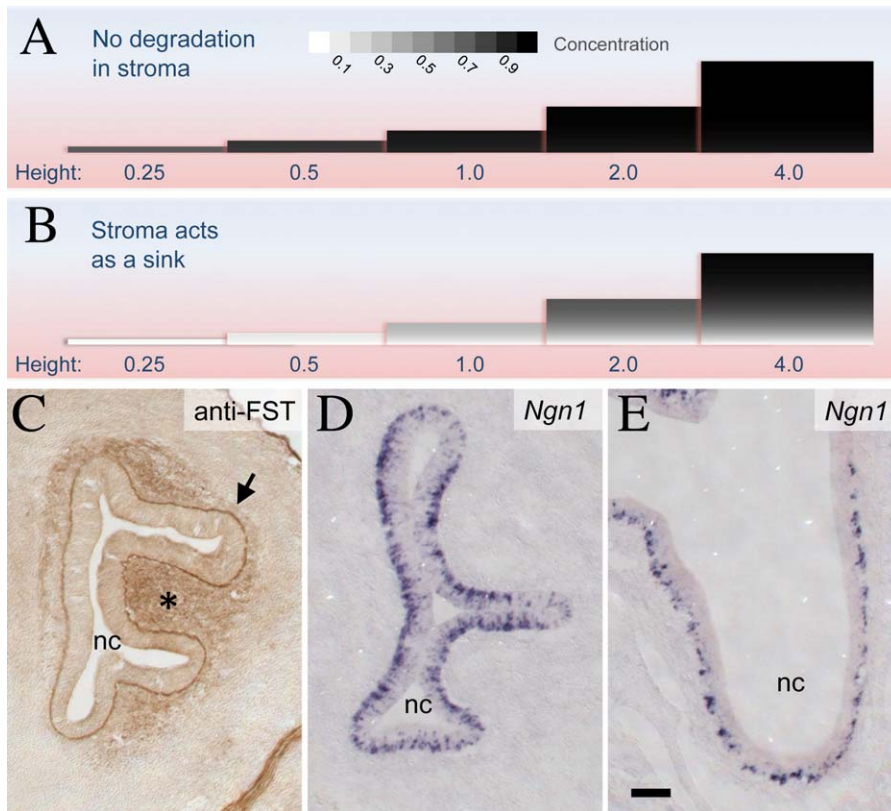 A
No degradation
in stroma
Concentration
0.1 0.3 0.5 0.7 0.9
Height: 0.25 0.5 1.0 2.0 4.0
B
Stroma acts
as a sink
Height: 0.25 0.5 1.0 2.0 4.0
C anti-FST
D Ngn1
E Ngn1
*
nc
nc
nc